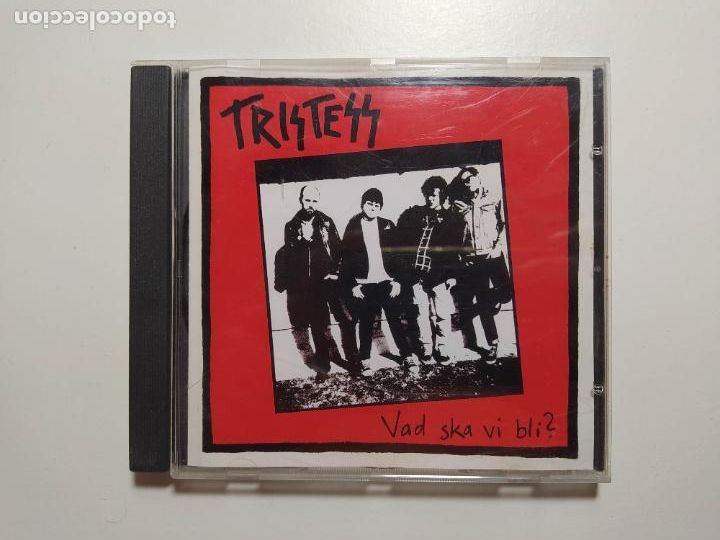 todocoleccion
TRISTESS
Vad ska vi bli?